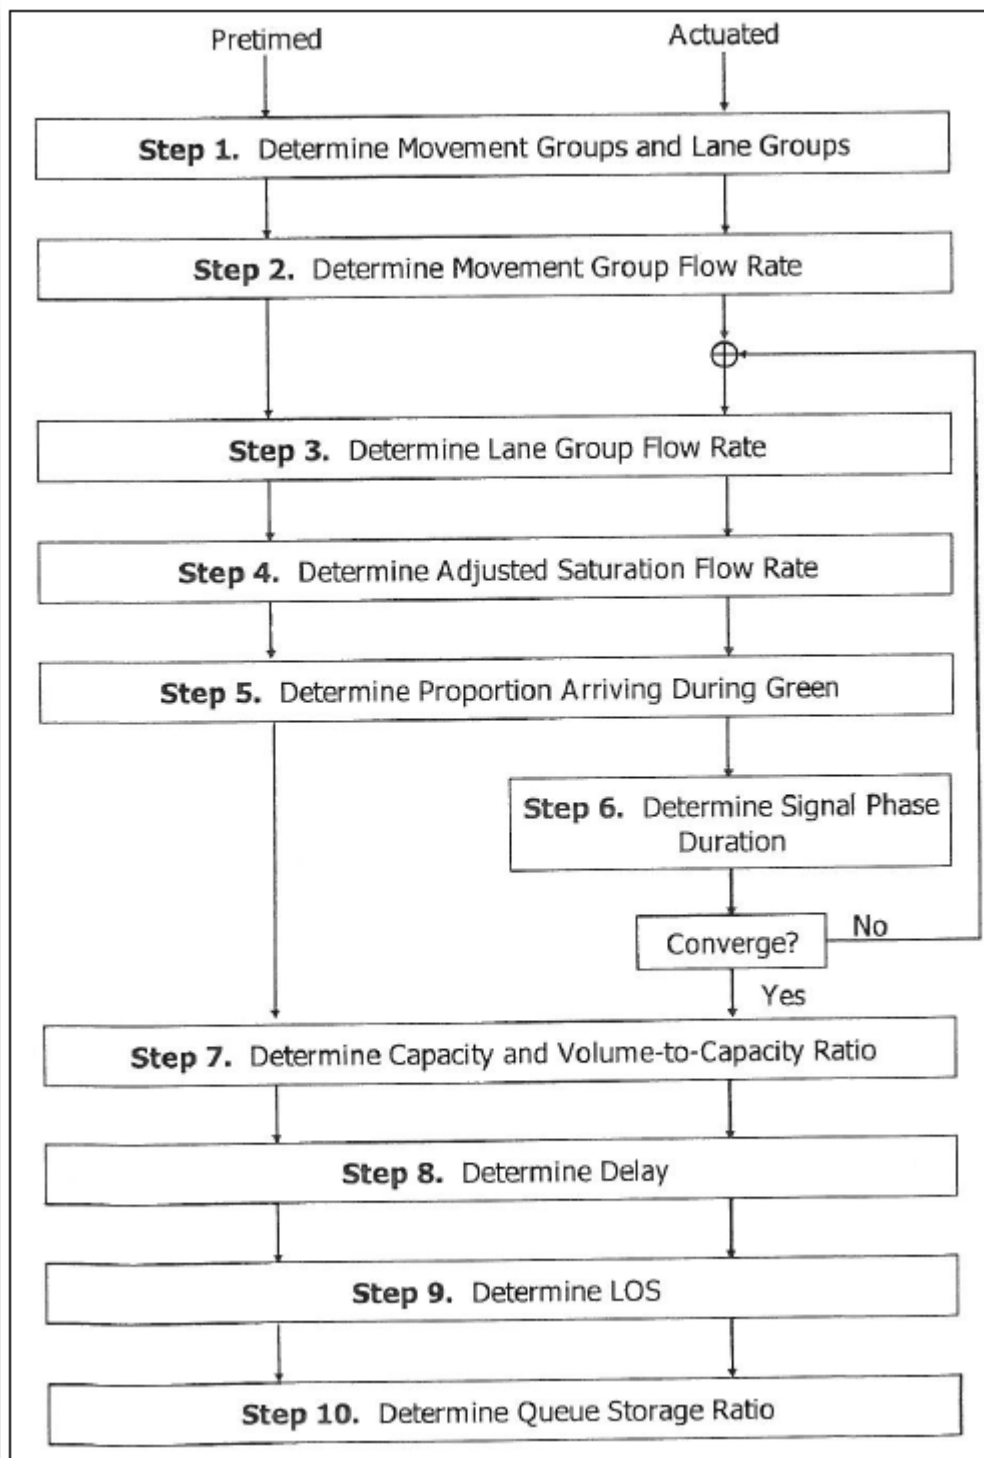 Pretimed
Actuated
Step 1. Determine Movement Groups and Lane Groups
Step 2. Determine Movement Group Flow Rate
Step 3. Determine Lane Group Flow Rate
Step 4. Determine Adjusted Saturation Flow Rate
Step 5. Determine Proportion Arriving During Green
Step 6. Determine Signal Phase
Duration
Converge?
No
Yes
Step 7. Determine Capacity and Volume-to-Capacity Ratio
Step 8. Determine Delay
Step 9. Determine LOS
Step 10. Determine Queue Storage Ratio